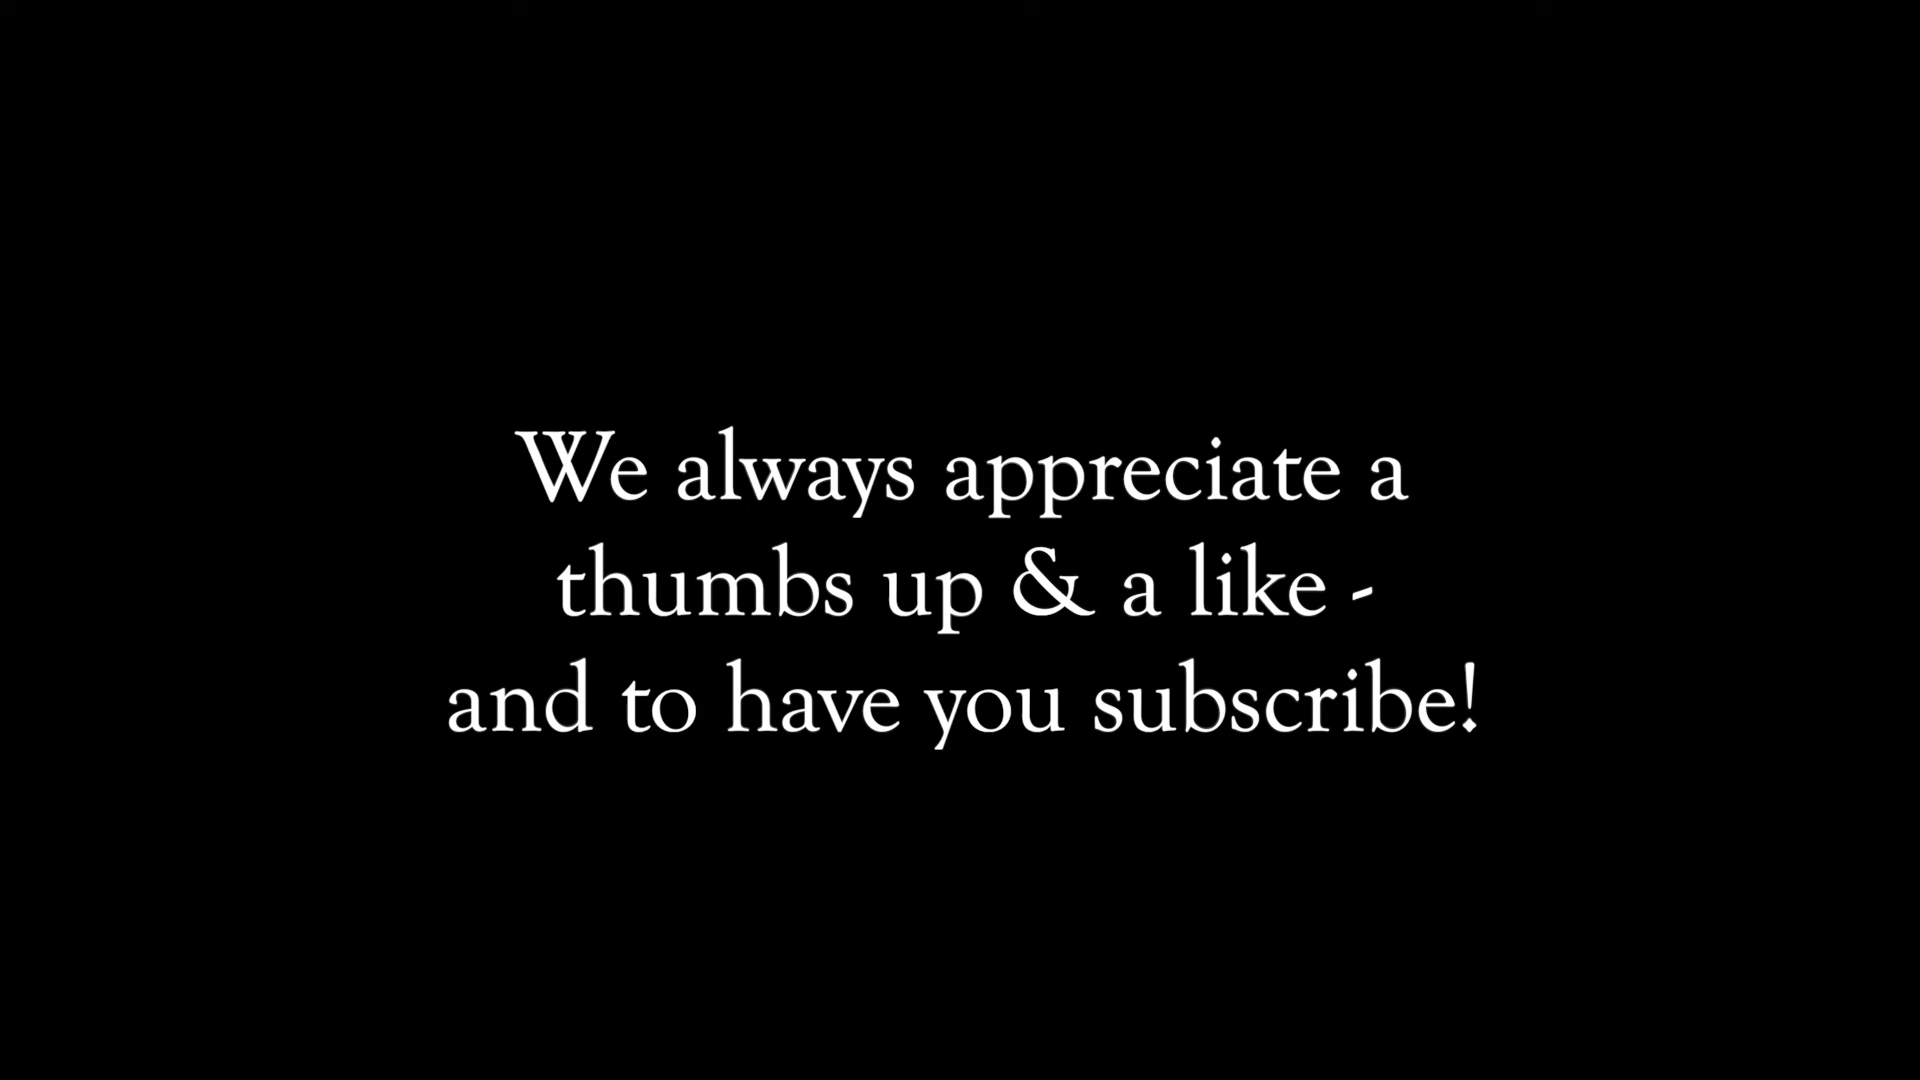 We always appreciate a
thumbs up & a like -
and to have you subscribe!